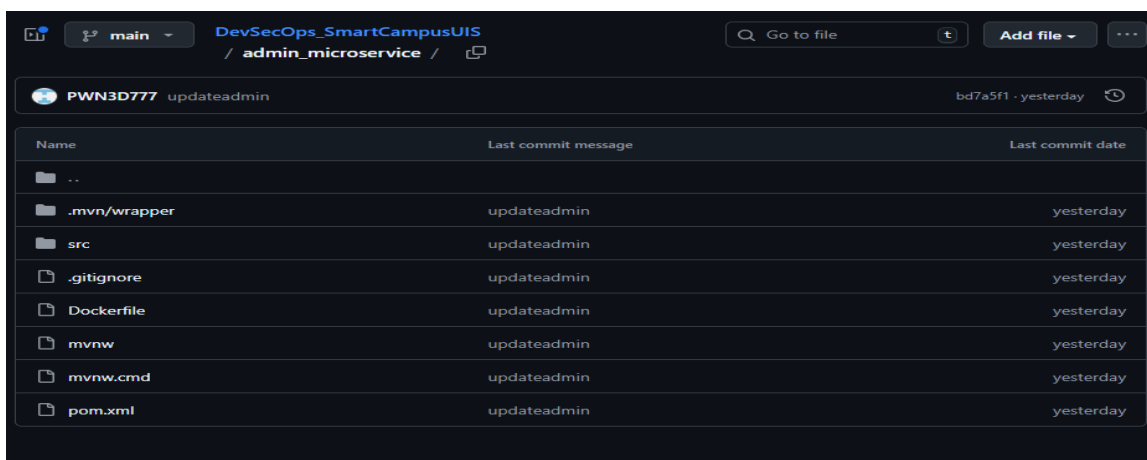 main
DevSecOps_SmartCampusUIS
/ admin_microservice /
Go to file
t
Add file
PWN3D777 updateadmin
bd7a5f1 · yesterday
Name Last commit message Last commit date
..
.mvn/wrapper updateadmin yesterday
src updateadmin yesterday
.gitignore updateadmin yesterday
Dockerfile updateadmin yesterday
mvnw updateadmin yesterday
mvnw.cmd updateadmin yesterday
pom.xml updateadmin yesterday